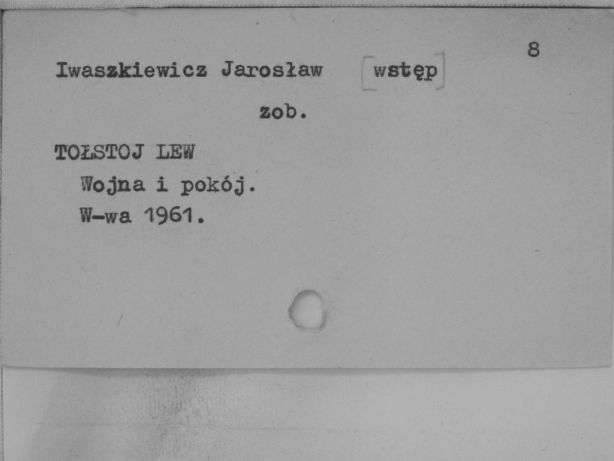 8
Iwaszkiewicz Jarosław [wstęp]
zob.
TOŁSTOJ LEW
Wojna i pokój.
W-wa 1961.